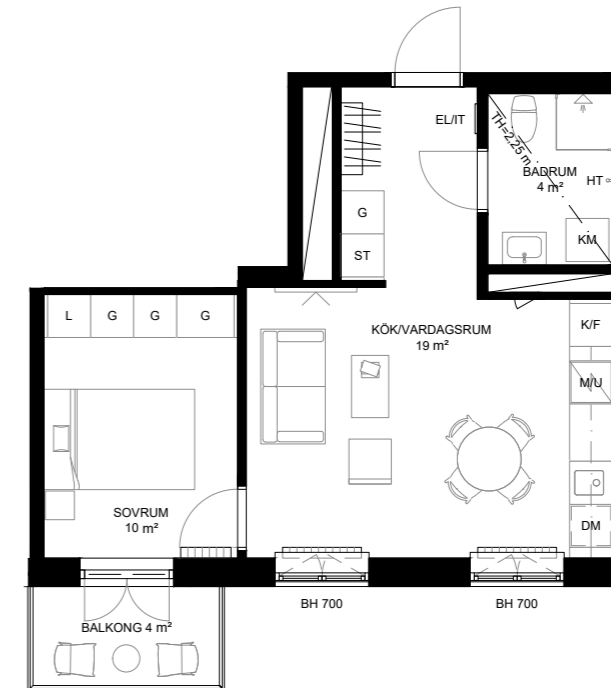 EL/IT
TH=2,25 m
BADRUM
4 m²
HT
G
KM
ST
L
G
G
G
KÖK/VARDAGSRUM
19 m²
K/F
M/U
SOVRUM
10 m²
DM
BH 700
BH 700
BALKONG 4 m²